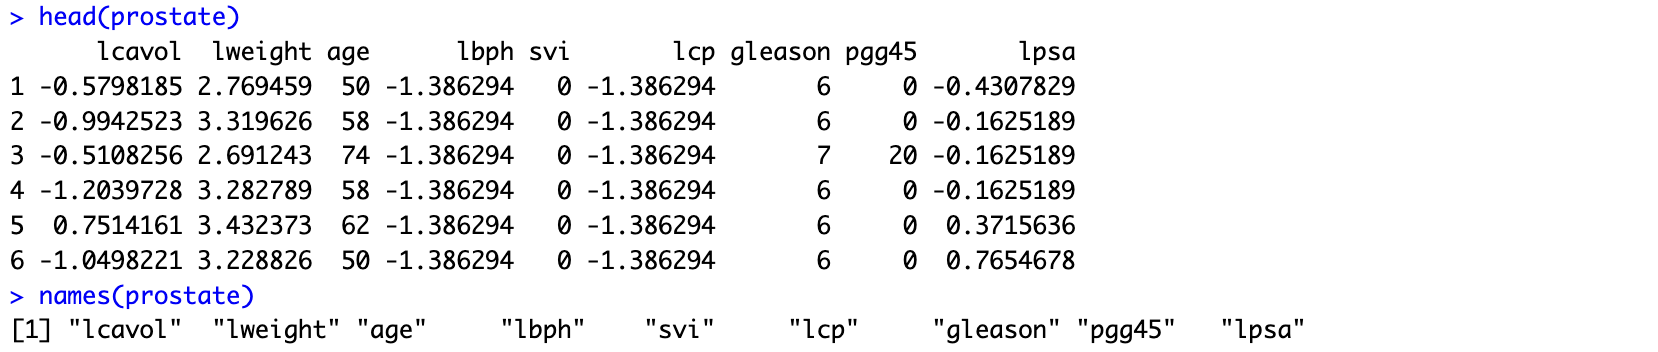 > head(prostate)
      lcavol  lweight age      lbph svi       lcp gleason pgg45       lpsa
1 -0.5798185 2.769459  50 -1.386294   0 -1.386294       6     0 -0.4307829
2 -0.9942523 3.319626  58 -1.386294   0 -1.386294       6     0 -0.1625189
3 -0.5108256 2.691243  74 -1.386294   0 -1.386294       7    20 -0.1625189
4 -1.2039728 3.282789  58 -1.386294   0 -1.386294       6     0 -0.1625189
5  0.7514161 3.432373  62 -1.386294   0 -1.386294       6     0  0.3715636
6 -1.0498221 3.228826  50 -1.386294   0 -1.386294       6     0  0.7654678
> names(prostate)
[1] "lcavol"  "lweight" "age"     "lbph"    "svi"     "lcp"     "gleason" "pgg45"   "lpsa"